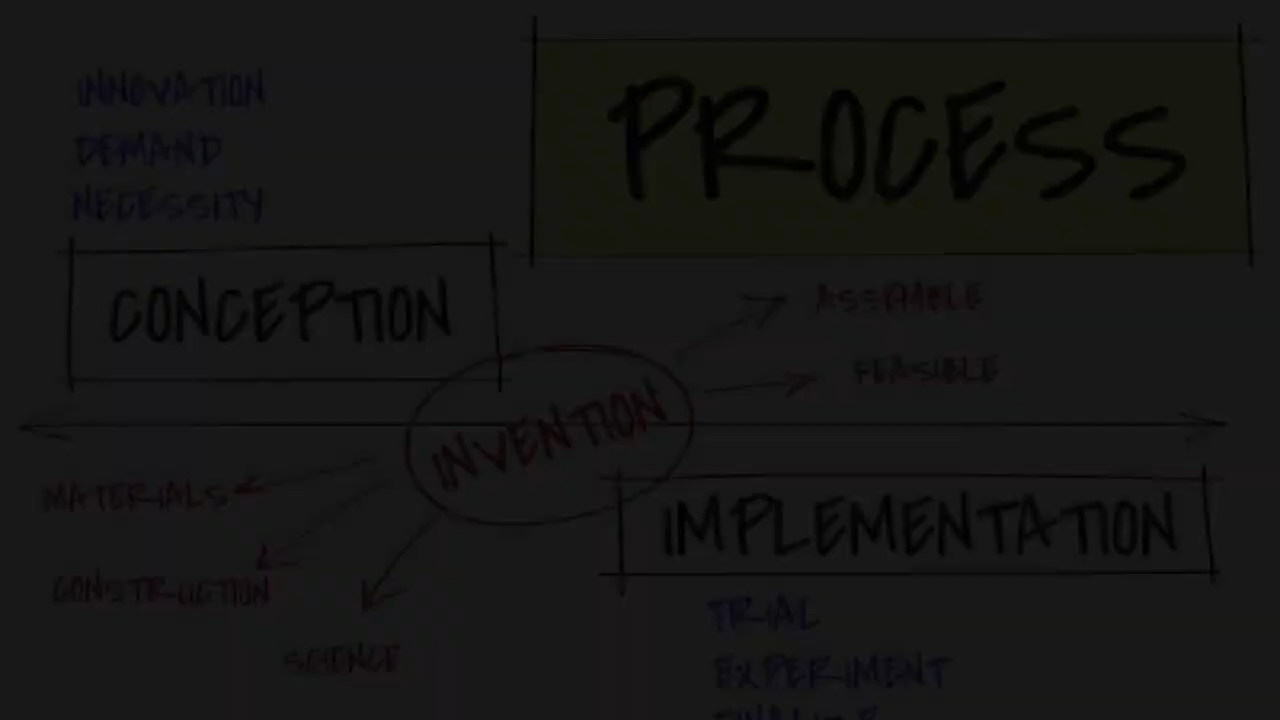 INNOVATION
DEMAND
NECESSITY
PROCESS
CONCEPTION
ASSEMBLE
FEASIBLE
INVENTION
MATERIALS
CONSTRUCTION
SCIENCE
IMPLEMENTATION
TRIAL
EXPERIMENT